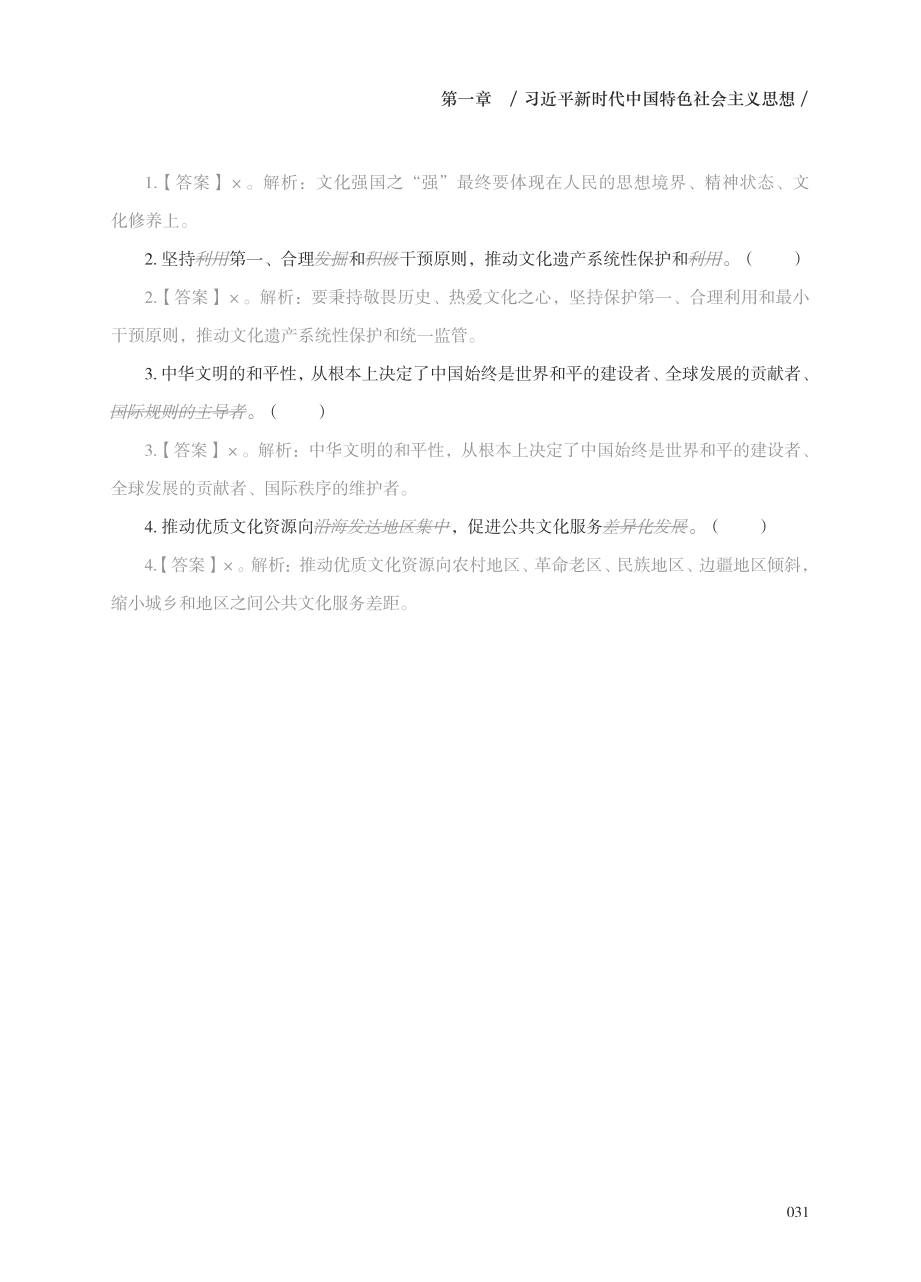 第一章 / 习近平新时代中国特色社会主义思想 /
1.【答案】×。解析：文化强国之“强”最终要体现在人民的思想境界、精神状态、文
化修养上。
2. 坚持利用第一、合理发掘和积极干预原则，推动文化遗产系统性保护和利用。（　　）
2.【答案】×。解析：要秉持敬畏历史、热爱文化之心，坚持保护第一、合理利用和最小
干预原则，推动文化遗产系统性保护和统一监管。
3. 中华文明的和平性，从根本上决定了中国始终是世界和平的建设者、全球发展的贡献者、
国际规则的主导者。（　　）
3.【答案】×。解析：中华文明的和平性，从根本上决定了中国始终是世界和平的建设者、
全球发展的贡献者、国际秩序的维护者。
4. 推动优质文化资源向沿海发达地区集中，促进公共文化服务差异化发展。（　　）
4.【答案】×。解析：推动优质文化资源向农村地区、革命老区、民族地区、边疆地区倾斜，
缩小城乡和地区之间公共文化服务差距。
031